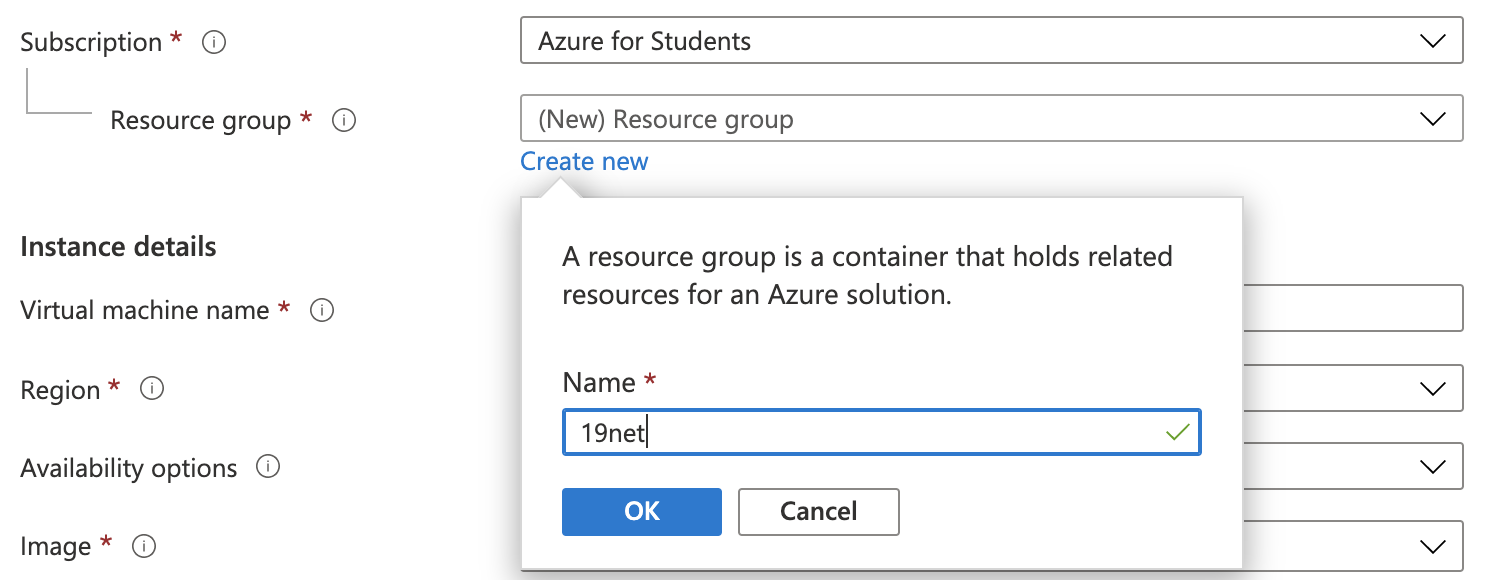 Subscription *
Azure for Students
Resource group *
(New) Resource group
Create new
Instance details
A resource group is a container that holds related
resources for an Azure solution.
Virtual machine name *
Name *
Region *
19net
Availability options
OK
Cancel
Image *